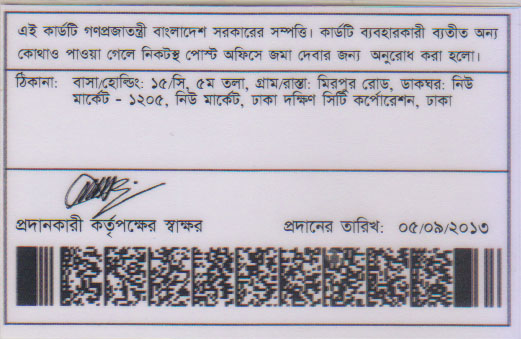 এই কার্ডটি গণপ্রজাতন্ত্রী বাংলাদেশ সরকারের সম্পত্তি। কার্ডটি ব্যবহারকারী ব্যতীত অন্য
কোথাও পাওয়া গেলে নিকটস্থ পোস্ট অফিসে জমা দেবার জন্য অনুরোধ করা হলো।
ঠিকানা: বাসা/হোল্ডিং: ১৫/সি, ৫ম তলা, গ্রাম/রাস্তা: মিরপুর রোড, ডাকঘর: নিউ
মার্কেট - ১২০৫, নিউ মার্কেট, ঢাকা দক্ষিণ সিটি কর্পোরেশন, ঢাকা
প্রদানকারী কর্তৃপক্ষের স্বাক্ষর প্রদানের তারিখ: ০৫/০৯/২০১৩